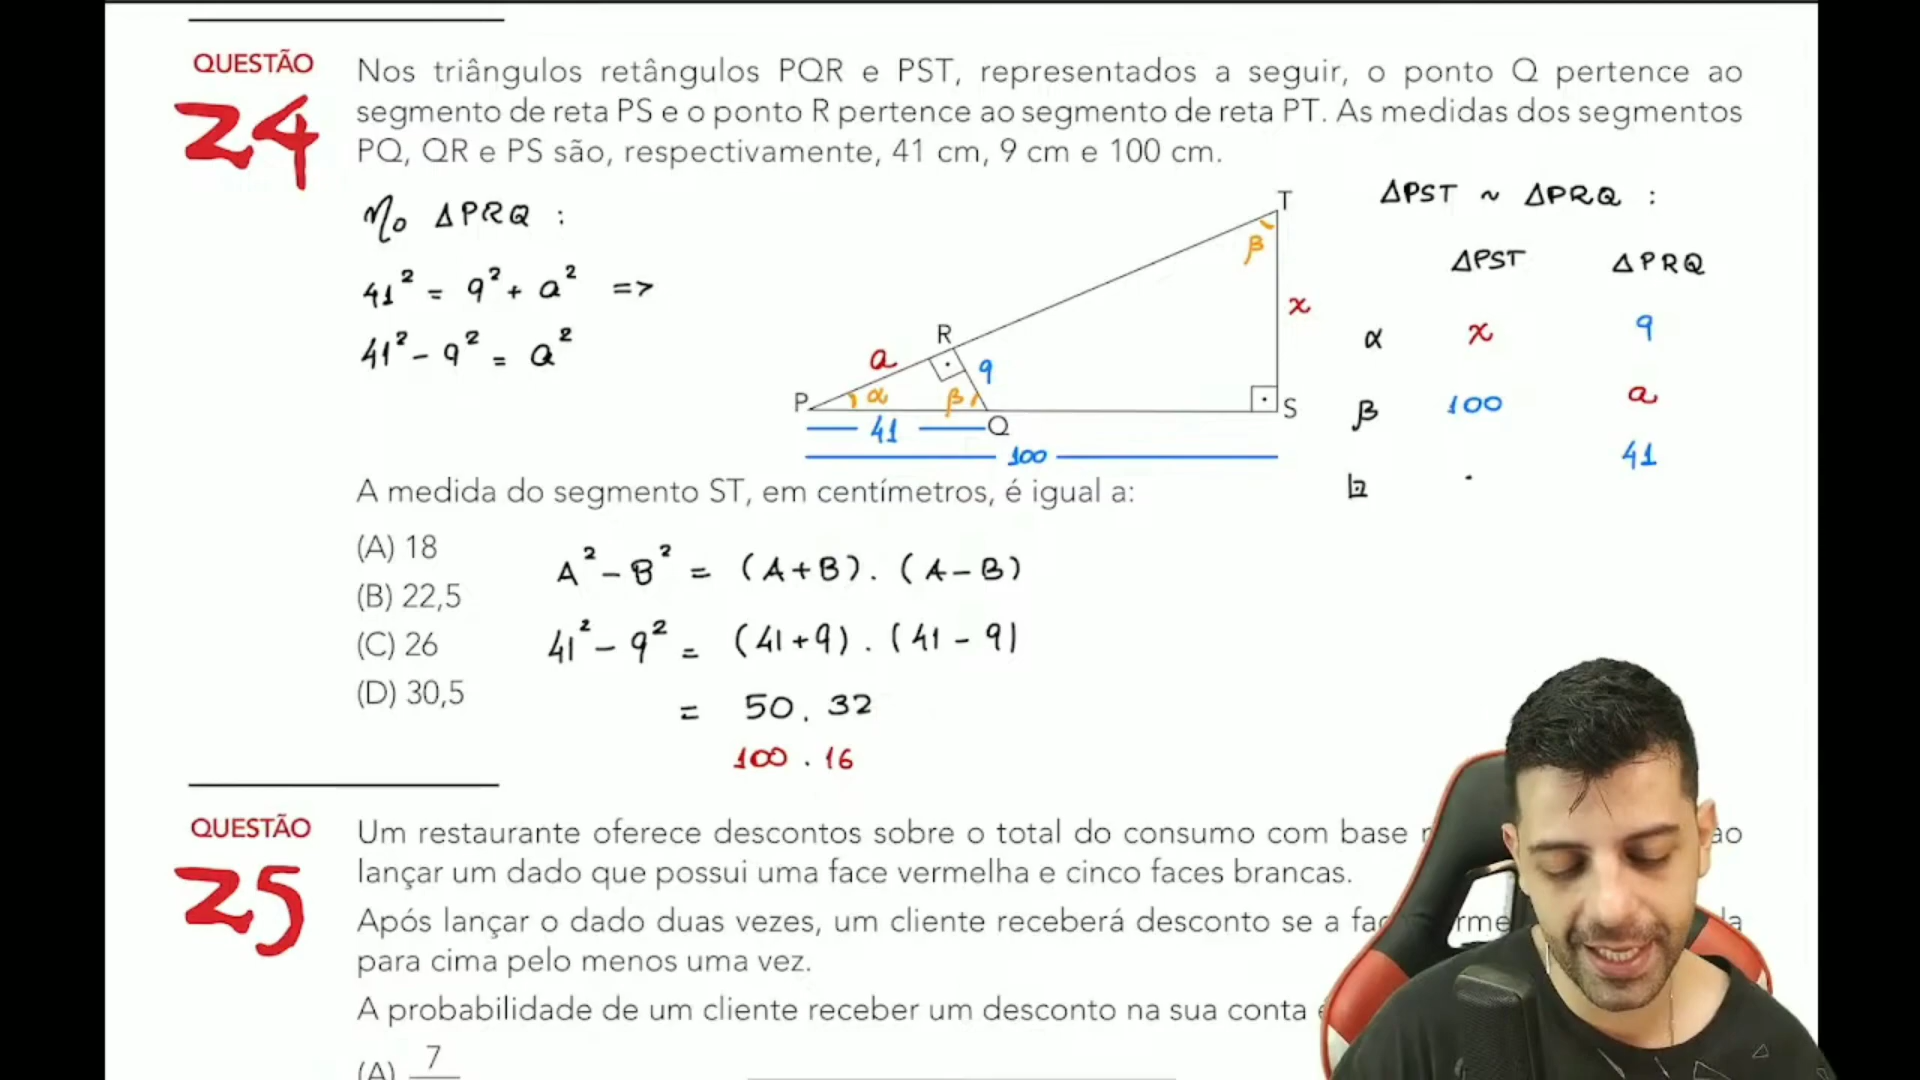 QUESTÃO
24
Nos triângulos retângulos PQR e PST, representados a seguir, o ponto Q pertence ao
segmento de reta PS e o ponto R pertence ao segmento de reta PT. As medidas dos segmentos
PQ, QR e PS são, respectivamente, 41 cm, 9 cm e 100 cm.
No ΔPRQ :
41² = 9² + a² =>
41² - 9² = a²
T
β
x
R
a
9
P
α
β
S
41
Q
100
ΔPST ~ ΔPRQ :
ΔPST ΔPRQ
α x 9
β 100 a
41
A medida do segmento ST, em centímetros, é igual a:
(A) 18
(B) 22,5
(C) 26
(D) 30,5
A² - B² = (A+B) . (A-B)
41² - 9² = (41+9) . (41-9)
= 50 . 32
100 . 16
QUESTÃO
25
Um restaurante oferece descontos sobre o total do consumo com base
ao
lançar um dado que possui uma face vermelha e cinco faces brancas.
Após lançar o dado duas vezes, um cliente receberá desconto se a
para cima pelo menos uma vez.
A probabilidade de um cliente receber um desconto na sua conta
(A) 7